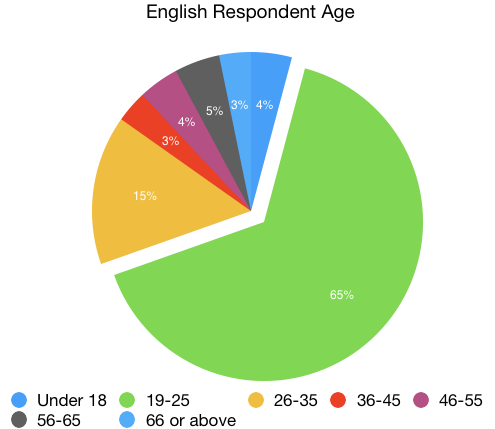 English Respondent Age
3% 4%
5%
4%
3%
15%
65%
Under 18 19-25 26-35 36-45 46-55
56-65 66 or above